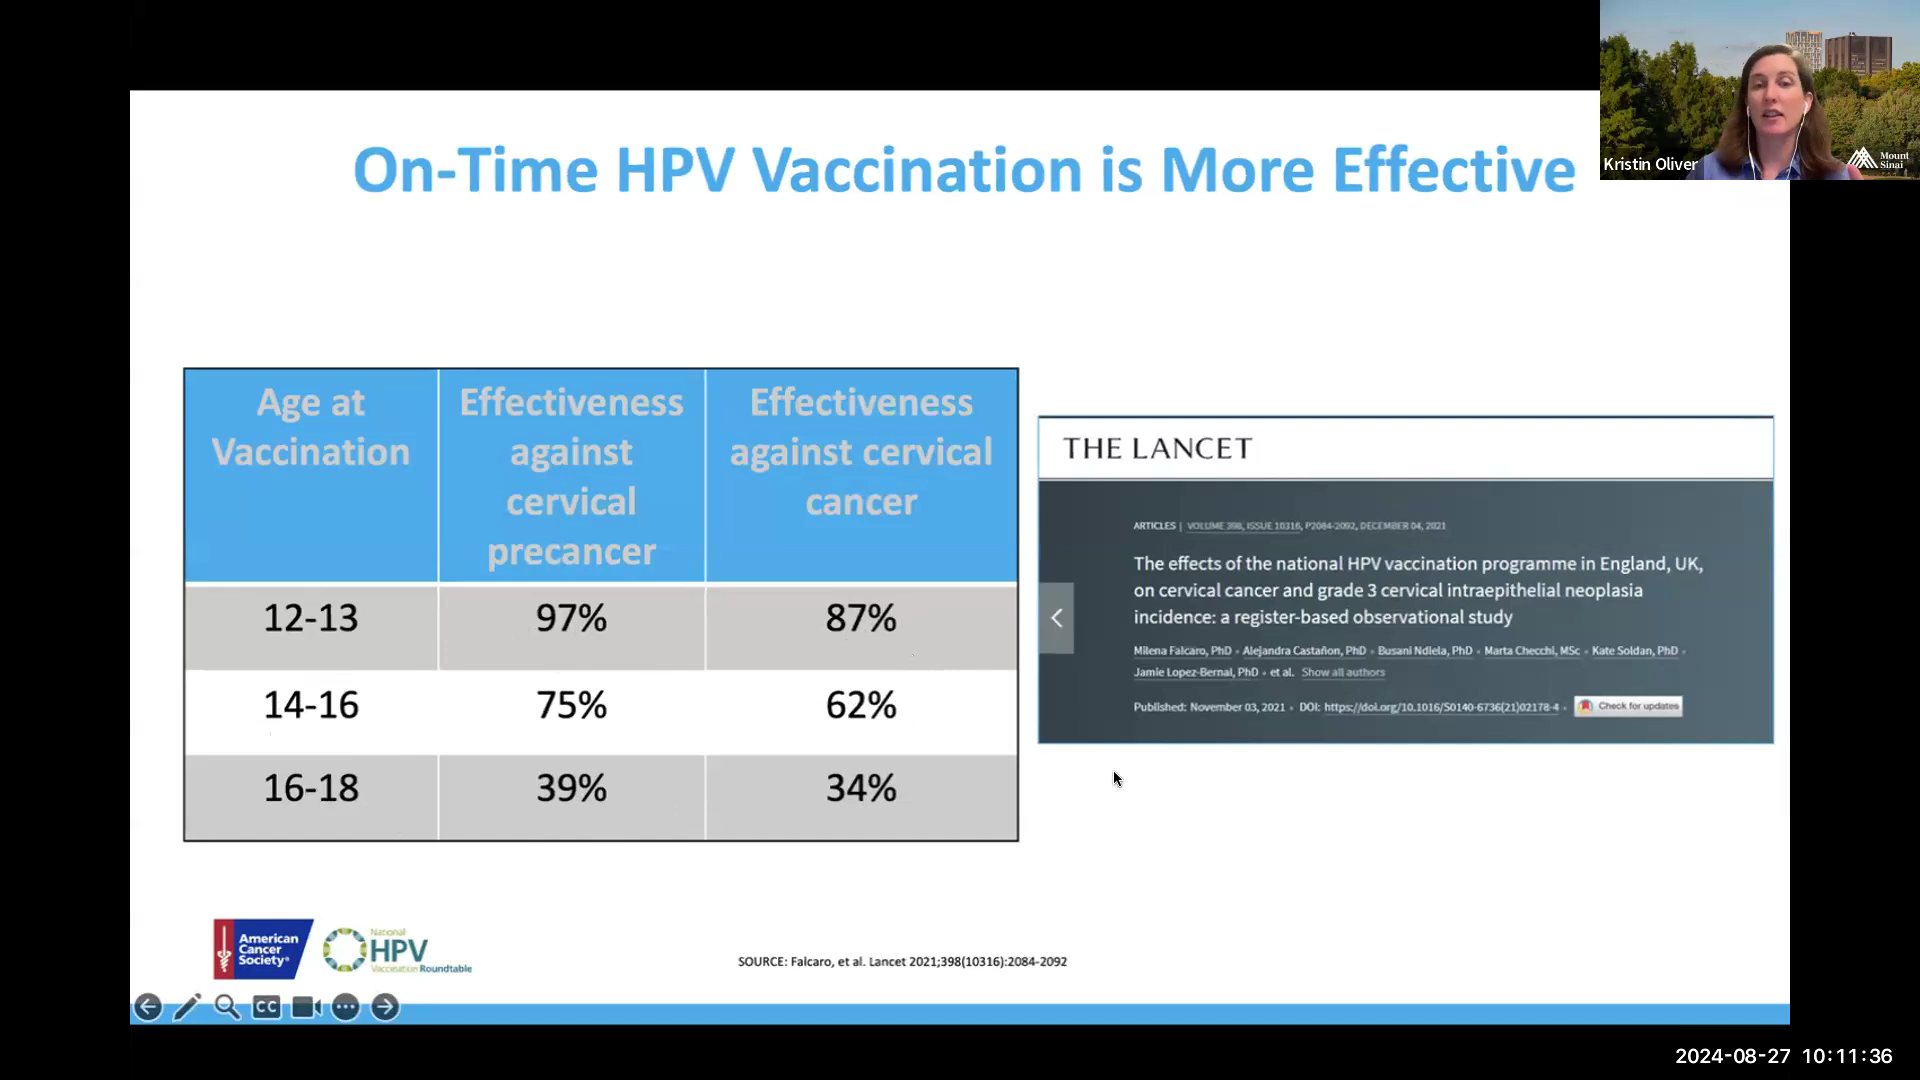 On-Time HPV Vaccination is More Effective
Kristin Oliver
Mount
Sinai
Age at
Vaccination
Effectiveness
against
cervical
precancer
Effectiveness
against cervical
cancer
12-13
97%
87%
14-16
75%
62%
16-18
39%
34%
THE LANCET
ARTICLES | VOLUME 398, ISSUE 10316, P2084-2092, DECEMBER 04, 2021
The effects of the national HPV vaccination programme in England, UK,
on cervical cancer and grade 3 cervical intraepithelial neoplasia
incidence: a register-based observational study
Milena Falcaro, PhD • Alejandra Castañon, PhD • Busani Ndlela, PhD • Marta Checchi, MSc • Kate Soldan, PhD •
Jamie Lopez-Bernal, PhD • et al. Show all authors
Published: November 03, 2021 • DOI: https://doi.org/10.1016/S0140-6736(21)02178-4 •
Check for updates
American
Cancer
Society®
National
HPV
Vaccination Roundtable
SOURCE: Falcaro, et al. Lancet 2021;398(10316):2084-2092
CC
2024-08-27 10:11:36